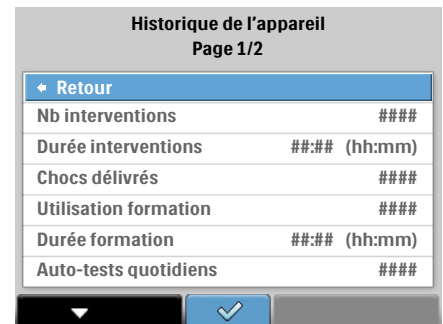 Historique de l'appareil
Page 1/2
Retour
Nb interventions ####
Durée interventions ##:## (hh:mm)
Chocs délivrés ####
Utilisation formation ####
Durée formation ##:## (hh:mm)
Auto-tests quotidiens ####